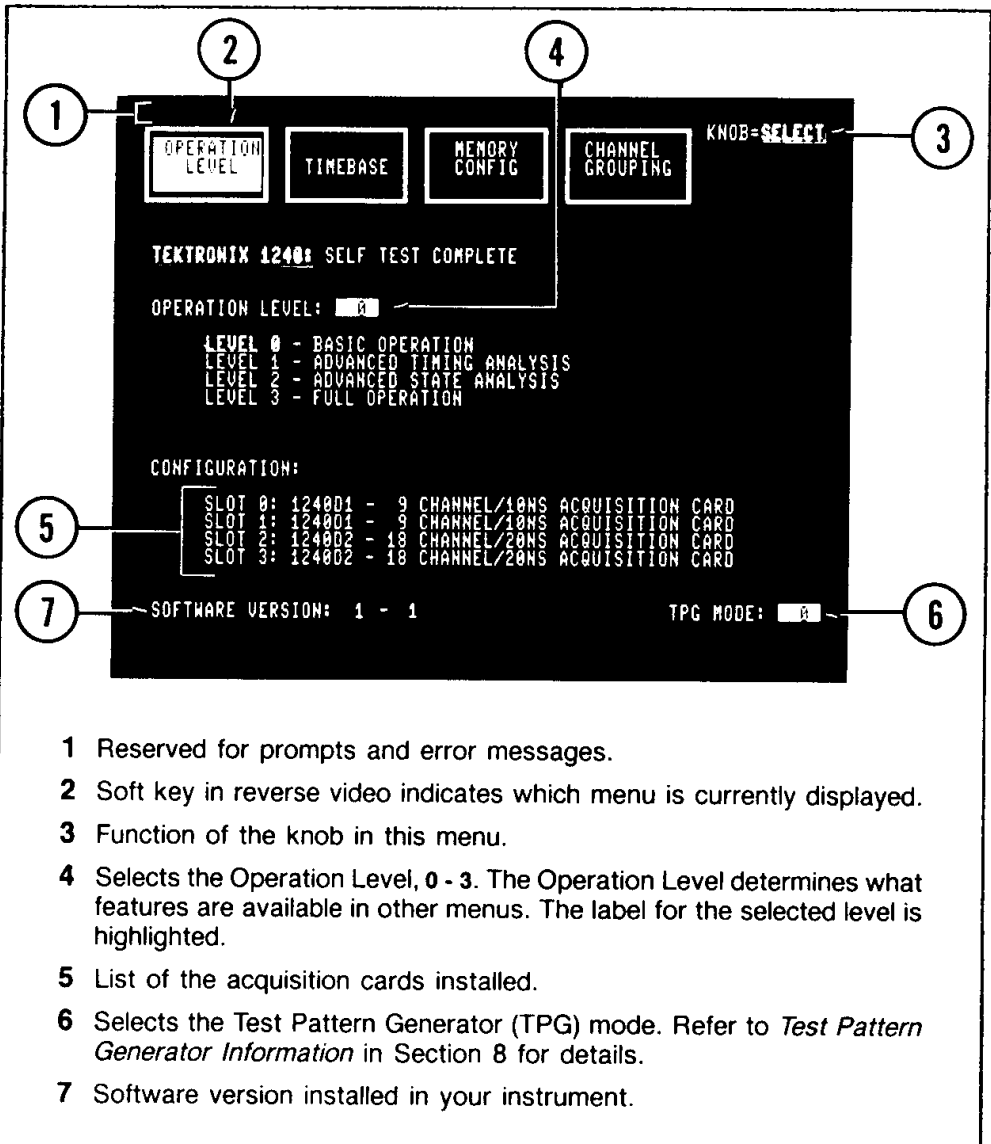 2
4
1
3
KNOB=SELECT
OPERATION
LEVEL
TIMEBASE
MEMORY
CONFIG
CHANNEL
GROUPING
TEKTRONIX 1240: SELF TEST COMPLETE
OPERATION LEVEL: 0
LEVEL 0 - BASIC OPERATION
LEVEL 1 - ADVANCED TIMING ANALYSIS
LEVEL 2 - ADVANCED STATE ANALYSIS
LEVEL 3 - FULL OPERATION
CONFIGURATION:
5
SLOT 0: 1240D1 - 9 CHANNEL/10NS ACQUISITION CARD
SLOT 1: 1240D1 - 9 CHANNEL/10NS ACQUISITION CARD
SLOT 2: 1240D2 - 18 CHANNEL/20NS ACQUISITION CARD
SLOT 3: 1240D2 - 18 CHANNEL/20NS ACQUISITION CARD
7
SOFTWARE VERSION: 1 - 1
TPG MODE: 0
6
1 Reserved for prompts and error messages.
2 Soft key in reverse video indicates which menu is currently displayed.
3 Function of the knob in this menu.
4 Selects the Operation Level, 0 - 3. The Operation Level determines what
features are available in other menus. The label for the selected level is
highlighted.
5 List of the acquisition cards installed.
6 Selects the Test Pattern Generator (TPG) mode. Refer to Test Pattern
Generator Information in Section 8 for details.
7 Software version installed in your instrument.